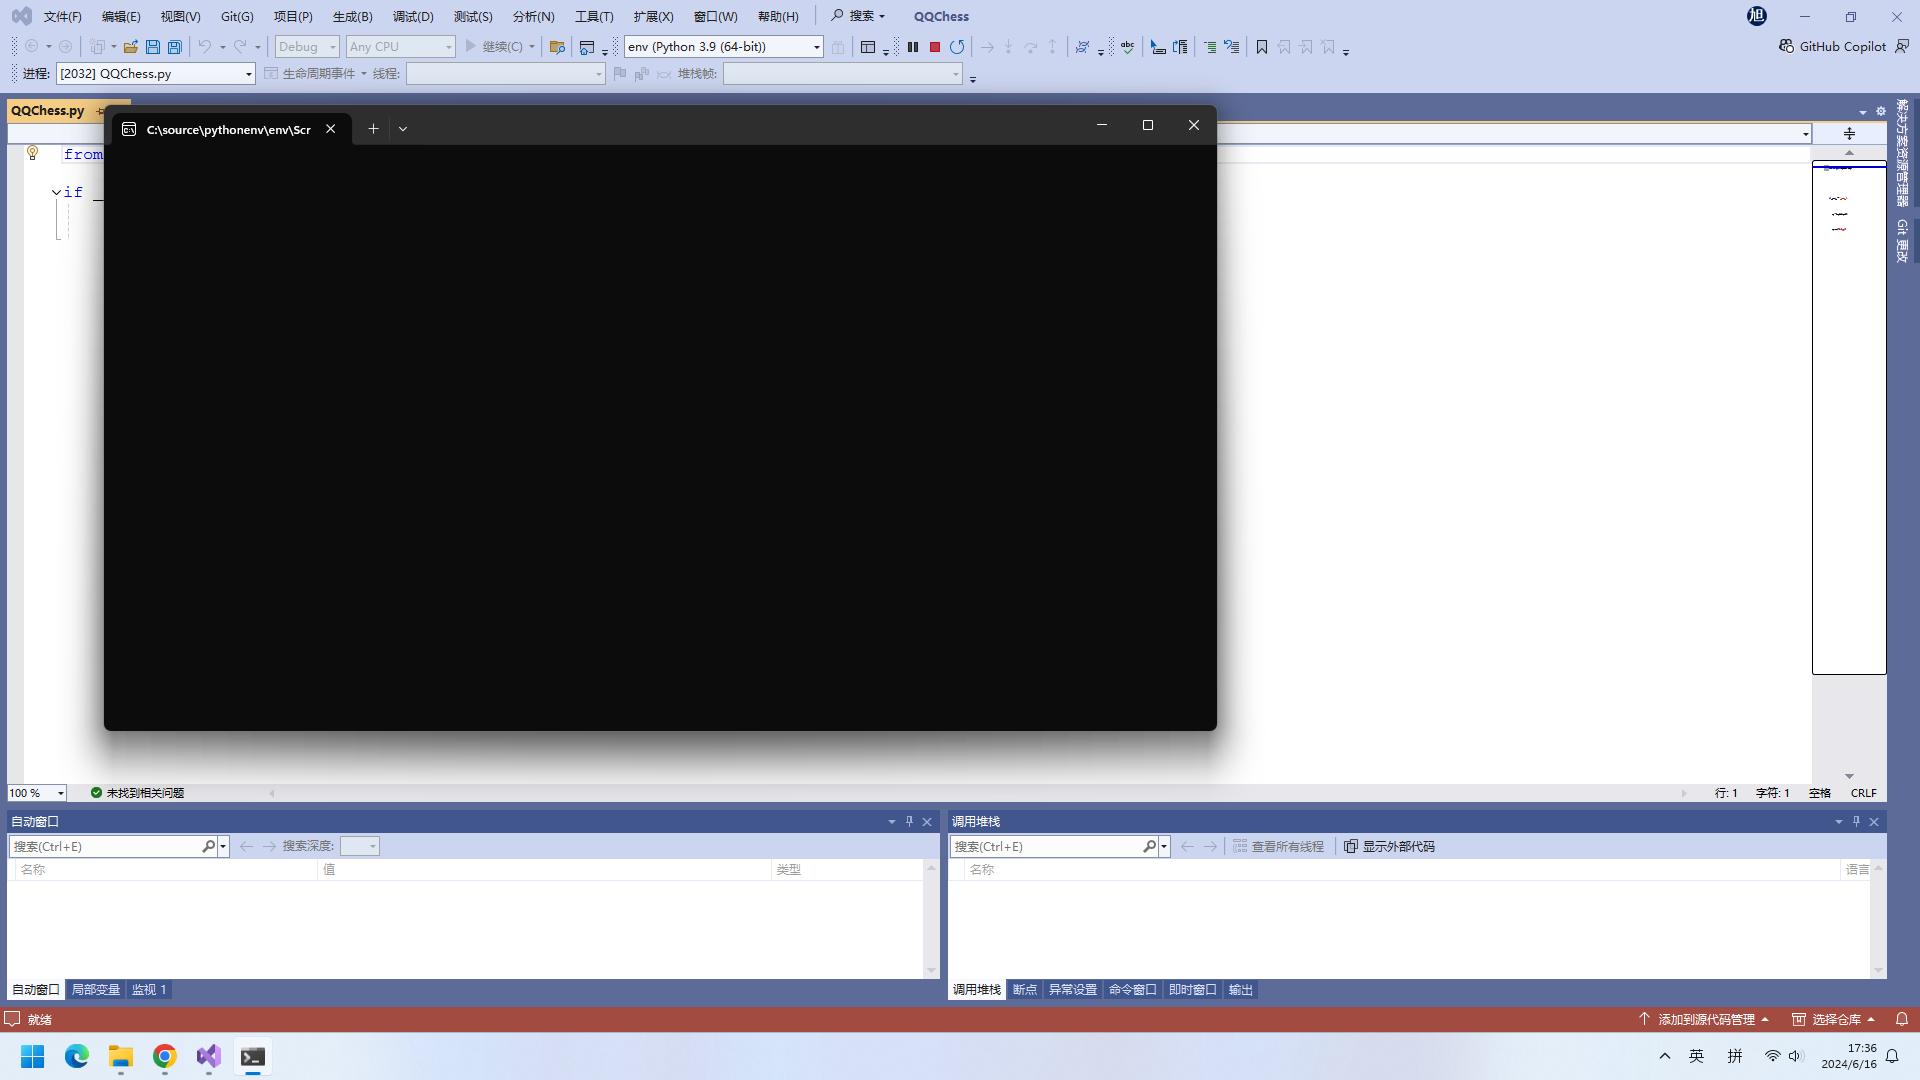 文件(F) 编辑(E) 视图(V) Git(G) 项目(P) 生成(B) 调试(D) 测试(S) 分析(N) 工具(T) 扩展(X) 窗口(W) 帮助(H) 搜索 QQChess 旭
Debug Any CPU 继续(C) env (Python 3.9 (64-bit)) abc GitHub Copilot
进程: [2032] QQChess.py 生命周期事件 线程: 堆栈帧:
QQChess.py
C:\source\pythonenv\env\Scr
from
if __
解决方案资源管理器
Git 更改
100 % 未找到相关问题 行: 1 字符: 1 空格 CRLF
自动窗口
搜索(Ctrl+E) 搜索深度:
名称 值 类型
自动窗口 局部变量 监视 1
调用堆栈
搜索(Ctrl+E) 查看所有线程 显示外部代码
名称 语言
调用堆栈 断点 异常设置 命令窗口 即时窗口 输出
就绪 添加到源代码管理 选择仓库
英 拼 17:36
2024/6/16